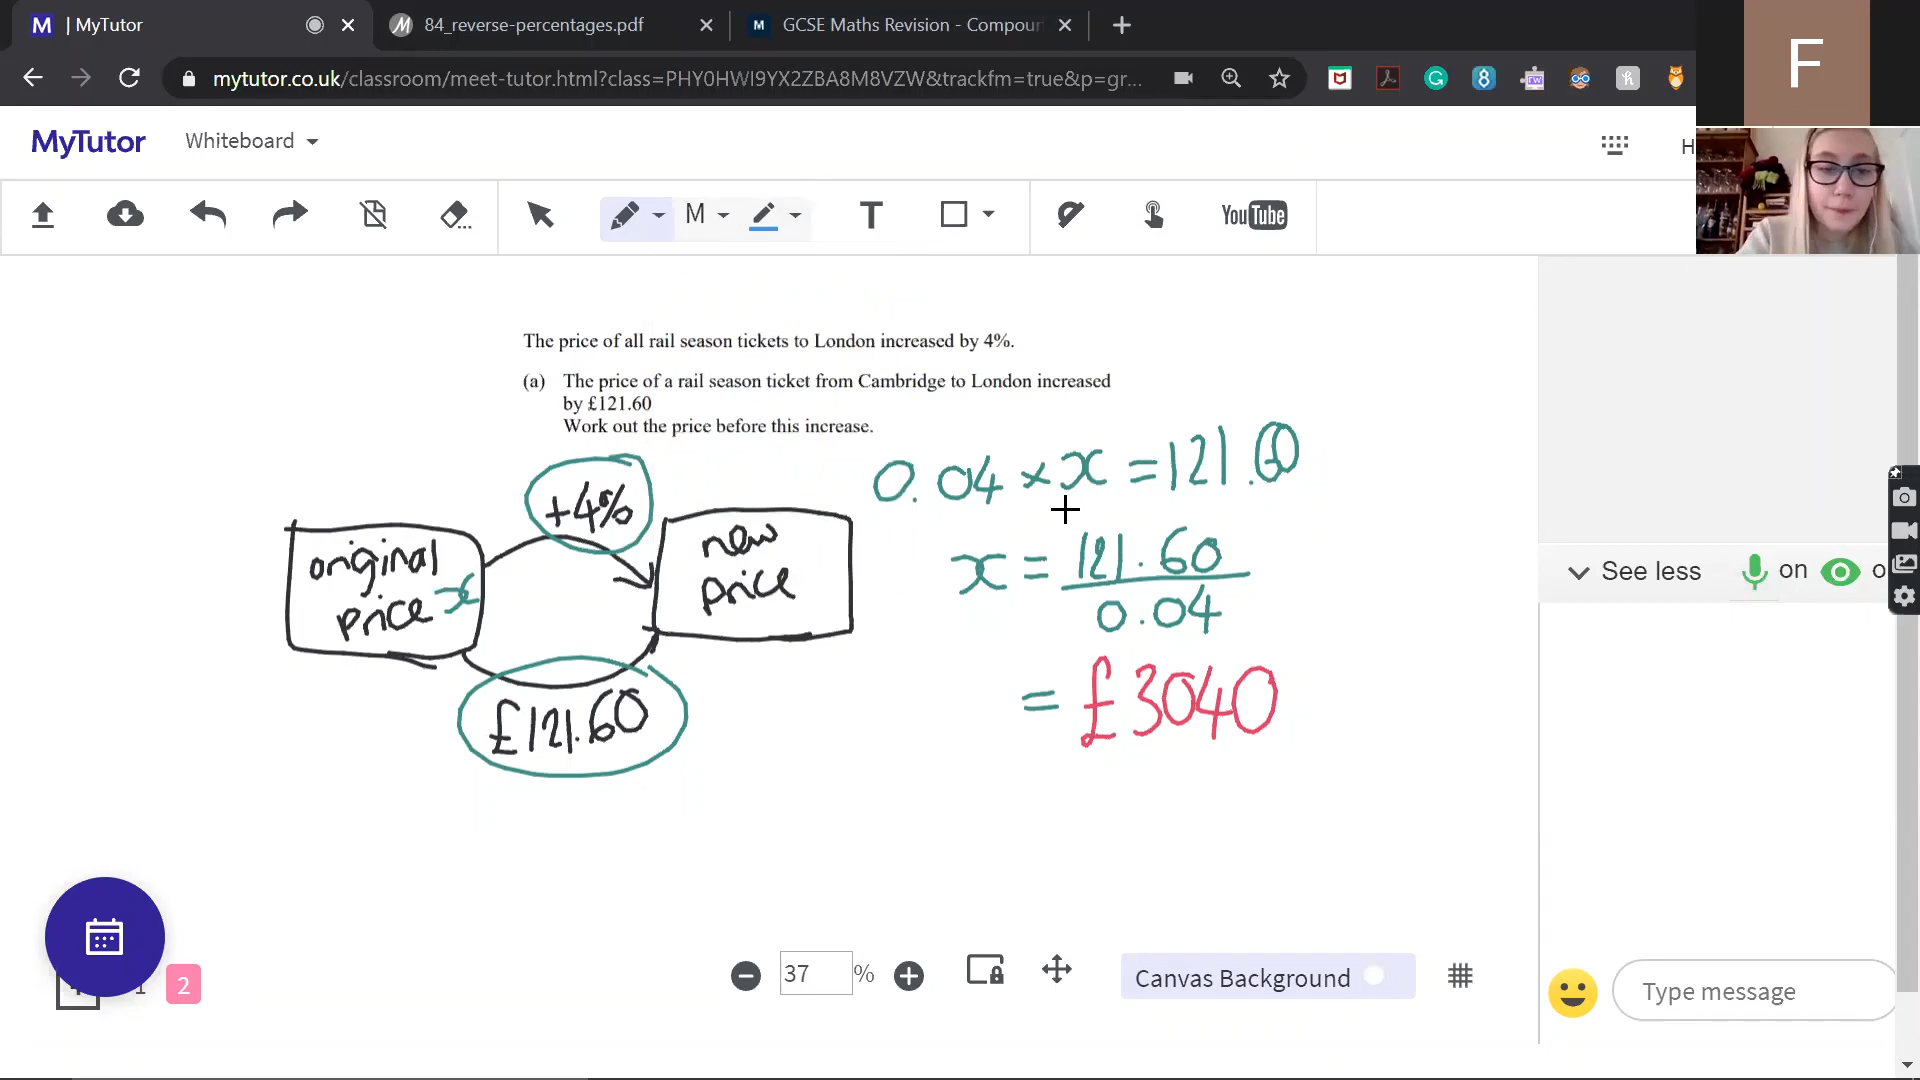 M | MyTutor
84_reverse-percentages.pdf
M GCSE Maths Revision - Compoun
mytutor.co.uk/classroom/meet-tutor.html?class=PHY0HWI9YX2ZBA8M8VZW&trackfm=true&p=gr...
F
MyTutor
Whiteboard
H
M
T
YouTube
The price of all rail season tickets to London increased by 4%.
(a) The price of a rail season ticket from Cambridge to London increased
by £121.60
Work out the price before this increase.
0.04 × x = 121.60
+4%
original
price x
new
price
x = 121.60
0.04
= £3040
£121.60
See less
on
o
1
2
37 %
Canvas Background
Type message